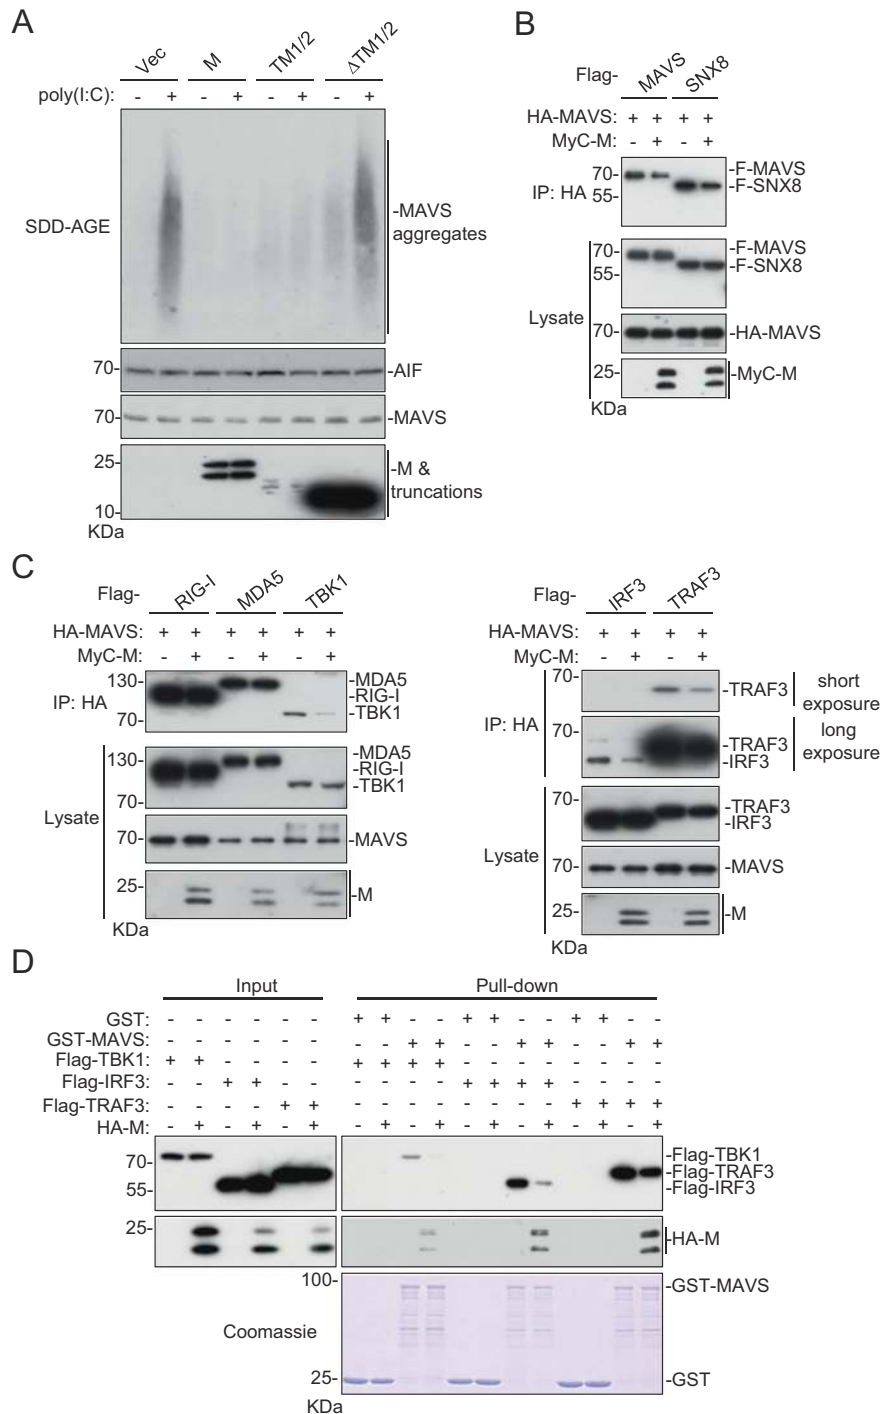 A
Vec M TM1/2 ΔTM1/2
poly(I:C): - + - + - + - +
SDD-AGE
-MAVS
aggregates
70- -AIF
70- -MAVS
25-
-M &
truncations
10-
KDa
B
Flag- MAVS SNX8
HA-MAVS: + + + +
MyC-M: - + - +
IP: HA
70- -F-MAVS
55- -F-SNX8
Lysate
70- -F-MAVS
55- -F-SNX8
70- -HA-MAVS
25- -MyC-M
KDa
C
Flag- RIG-I MDA5 TBK1
HA-MAVS: + + + + + +
MyC-M: - + - + - +
IP: HA
130- -MDA5
-RIG-I
70- -TBK1
Lysate
130- -MDA5
-RIG-I
-TBK1
70-
70- -MAVS
25- -M
KDa
Flag- IRF3 TRAF3
HA-MAVS: + + + +
MyC-M: - + - +
IP: HA
70- -TRAF3 short
exposure
70- -TRAF3 long
-IRF3 exposure
Lysate
70- -TRAF3
-IRF3
70- -MAVS
25- -M
KDa
D
Input Pull-down
GST: - - - - - - + + - - + + - - + + - -
GST-MAVS: - - - - - - - - + + - - + + - - + +
Flag-TBK1: + + - - - - + + + + - - - - - - - -
Flag-IRF3: - - + + - - - - - - + + + + - - - -
Flag-TRAF3: - - - - + + - - - - - - - - + + + +
HA-M: - + - + - + - + - + - + - + - + - +
70- -Flag-TBK1
-Flag-TRAF3
55- -Flag-IRF3
25- -HA-M
100- -GST-MAVS
Coomassie
25- -GST
KDa